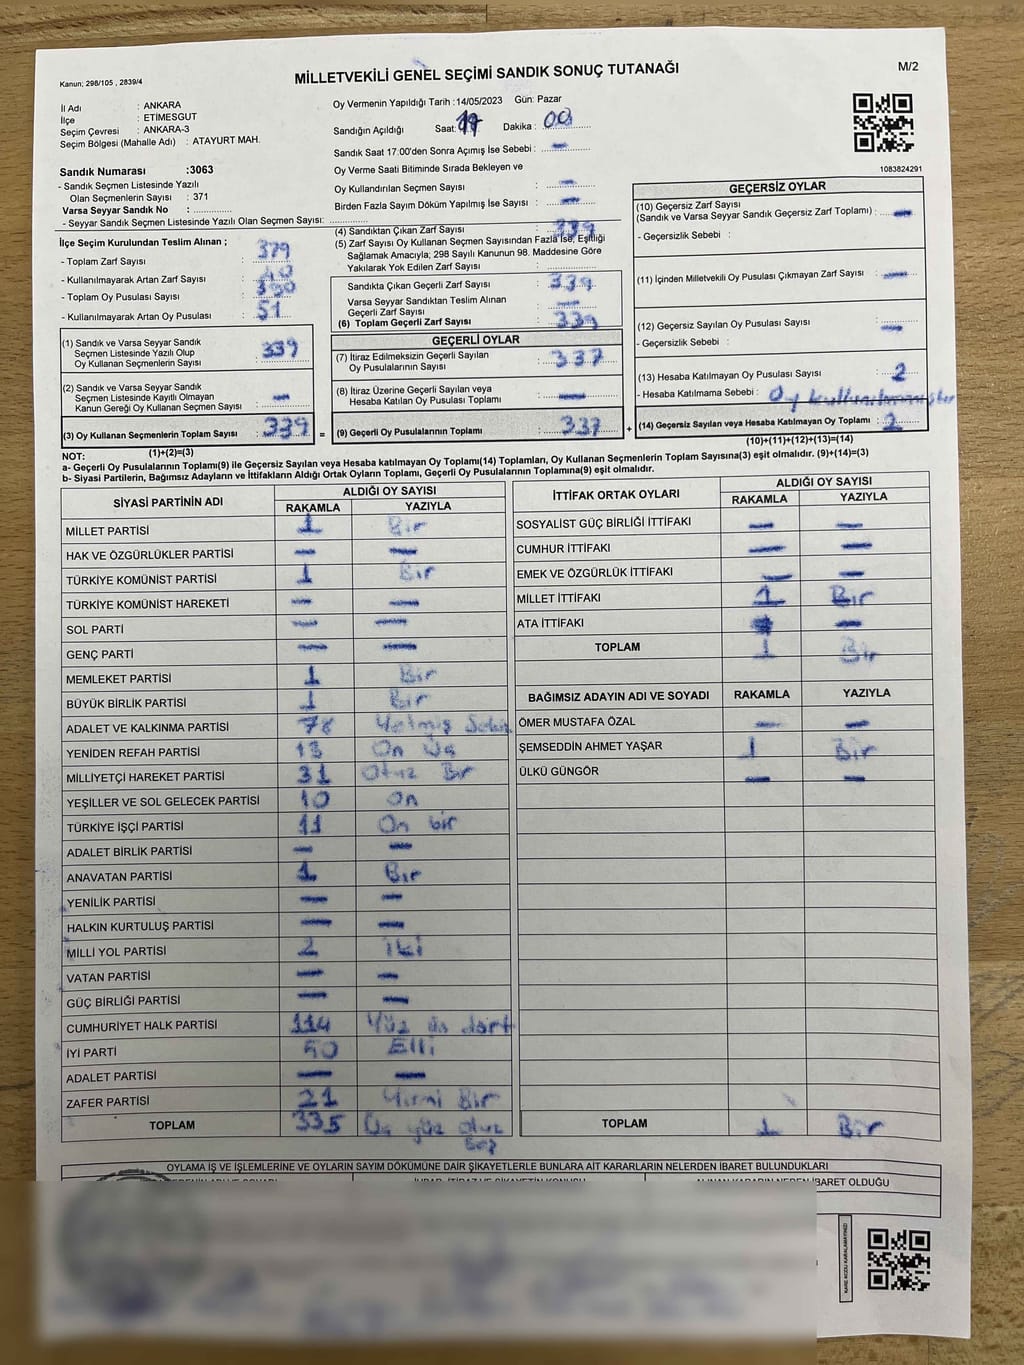 MİLLETVEKİLİ GENEL SEÇİMİ SANDIK SONUÇ TUTANAĞI
M/2
Kanun; 298/105 , 2839/4
İl Adı : ANKARA
İlçe : ETİMESGUT
Seçim Çevresi : ANKARA-3
Seçim Bölgesi (Mahalle Adı) : ATAYURT MAH.
Oy Vermenin Yapıldığı Tarih :14/05/2023 Gün: Pazar
Sandığın Açıldığı Saat: 17 Dakika : 00
Sandık Saat 17:00'den Sonra Açımış İse Sebebi : —
Oy Verme Saati Bitiminde Sırada Bekleyen ve
Oy Kullandırılan Seçmen Sayısı : —
Birden Fazla Sayım Döküm Yapılmış İse Sayısı : —
1083824291
Sandık Numarası :3063
- Sandık Seçmen Listesinde Yazılı
Olan Seçmenlerin Sayısı : 371
Varsa Seyyar Sandık No :
- Seyyar Sandık Seçmen Listesinde Yazılı Olan Seçmen Sayısı:
İlçe Seçim Kurulundan Teslim Alınan ;
- Toplam Zarf Sayısı : 379
- Kullanılmayarak Artan Zarf Sayısı : 40
- Toplam Oy Pusulası Sayısı : 390
- Kullanılmayarak Artan Oy Pusulası : 51
(1) Sandık ve Varsa Seyyar Sandık
Seçmen Listesinde Yazılı Olup
Oy Kullanan Seçmenlerin Sayısı : 339
(2) Sandık ve Varsa Seyyar Sandık
Seçmen Listesinde Kayıtlı Olmayan
Kanun Gereği Oy Kullanan Seçmen Sayısı : —
(3) Oy Kullanan Seçmenlerin Toplam Sayısı : 339
(1)+(2)=(3)
(4) Sandıktan Çıkan Zarf Sayısı : 339
(5) Zarf Sayısı Oy Kullanan Seçmen Sayısından Fazla İse, Eşitliği
Sağlamak Amacıyla; 298 Sayılı Kanunun 98. Maddesine Göre
Yakılarak Yok Edilen Zarf Sayısı :
Sandıkta Çıkan Geçerli Zarf Sayısı : 339
Varsa Seyyar Sandıktan Teslim Alınan
Geçerli Zarf Sayısı : —
(6) Toplam Geçerli Zarf Sayısı : 339
GEÇERLİ OYLAR
(7) İtiraz Edilmeksizin Geçerli Sayılan
Oy Pusulalarının Sayısı : 337
(8) İtiraz Üzerine Geçerli Sayılan veya
Hesaba Katılan Oy Pusulası Toplamı : —
= (9) Geçerli Oy Pusulalarının Toplamı : 337
GEÇERSİZ OYLAR
(10) Geçersiz Zarf Sayısı
(Sandık ve Varsa Seyyar Sandık Geçersiz Zarf Toplamı) : —
- Geçersizlik Sebebi :
(11) İçinden Milletvekili Oy Pusulası Çıkmayan Zarf Sayısı : —
(12) Geçersiz Sayılan Oy Pusulası Sayısı : —
- Geçersizlik Sebebi :
(13) Hesaba Katılmayan Oy Pusulası Sayısı : 2
- Hesaba Katılmama Sebebi : Oy kullanılmamıştır
+ (14) Geçersiz Sayılan veya Hesaba Katılmayan Oy Toplamı : 2
(10)+(11)+(12)+(13)=(14)
NOT:
a- Geçerli Oy Pusulalarının Toplamı(9) ile Geçersiz Sayılan veya Hesaba katılmayan Oy Toplamı(14) Toplamları, Oy Kullanan Seçmenlerin Toplam Sayısına(3) eşit olmalıdır. (9)+(14)=(3)
b- Siyasi Partilerin, Bağımsız Adayların ve İttifakların Aldığı Ortak Oyların Toplamı, Geçerli Oy Pusulalarının Toplamına(9) eşit olmalıdır.
SİYASİ PARTİNİN ADI ALDIĞI OY SAYISI
RAKAMLA YAZIYLA
MİLLET PARTİSİ 1 Bir
HAK VE ÖZGÜRLÜKLER PARTİSİ — —
TÜRKİYE KOMÜNİST PARTİSİ 1 Bir
TÜRKİYE KOMÜNİST HAREKETİ — —
SOL PARTİ — —
GENÇ PARTİ — —
MEMLEKET PARTİSİ 1 Bir
BÜYÜK BİRLİK PARTİSİ 1 Bir
ADALET VE KALKINMA PARTİSİ 78 Yetmiş Sekiz
YENİDEN REFAH PARTİSİ 13 On Üç
MİLLİYETÇİ HAREKET PARTİSİ 31 Otuz Bir
YEŞİLLER VE SOL GELECEK PARTİSİ 10 On
TÜRKİYE İŞÇİ PARTİSİ 11 On bir
ADALET BİRLİK PARTİSİ — —
ANAVATAN PARTİSİ 1 Bir
YENİLİK PARTİSİ — —
HALKIN KURTULUŞ PARTİSİ — —
MİLLİ YOL PARTİSİ 2 İki
VATAN PARTİSİ — —
GÜÇ BİRLİĞİ PARTİSİ — —
CUMHURİYET HALK PARTİSİ 114 Yüz on dört
İYİ PARTİ 50 Elli
ADALET PARTİSİ — —
ZAFER PARTİSİ 21 Yirmi Bir
TOPLAM 335 Üç yüz otuz
Beş
İTTİFAK ORTAK OYLARI ALDIĞI OY SAYISI
RAKAMLA YAZIYLA
SOSYALİST GÜÇ BİRLİĞİ İTTİFAKI — —
CUMHUR İTTİFAKI — —
EMEK VE ÖZGÜRLÜK İTTİFAKI — —
MİLLET İTTİFAKI 1 Bir
ATA İTTİFAKI —
TOPLAM 1 Bir
BAĞIMSIZ ADAYIN ADI VE SOYADI RAKAMLA YAZIYLA
ÖMER MUSTAFA ÖZAL — —
ŞEMSEDDİN AHMET YAŞAR 1 Bir
ÜLKÜ GÜNGÖR — —
TOPLAM 1 Bir
OYLAMA İŞ VE İŞLEMLERİNE VE OYLARIN SAYIM DÖKÜMÜNE DAİR ŞİKAYETLERLE BUNLARA AİT KARARLARIN NELERDEN İBARET BULUNDUKLARI
İBARET OLDUĞU